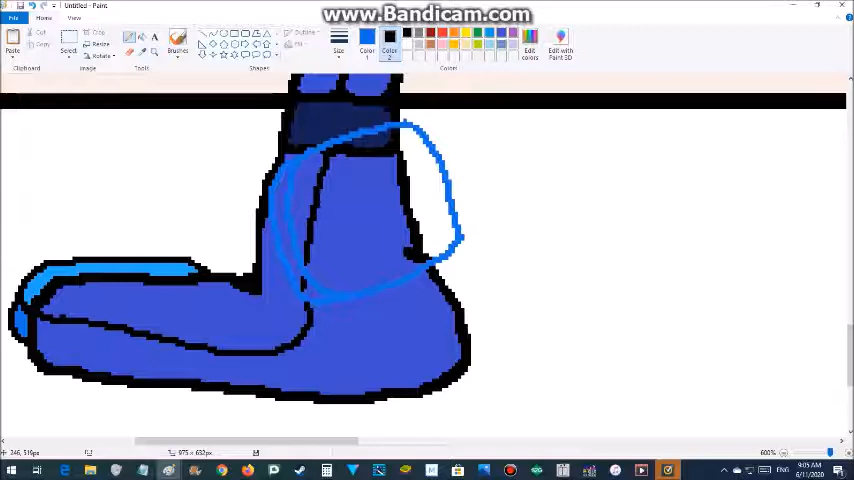 Untitled - Paint
www.Bandicam.com
File
Home
View
Paste
Cut
Copy
Clipboard
Select
Crop
Resize
Rotate
Image
Tools
Brushes
Outline
Fill
Shapes
Size
Color
1
Color
2
Colors
Edit
colors
Edit with
Paint 3D
246, 519px
975 × 632px
600%
ENG
9:05 AM
6/11/2020